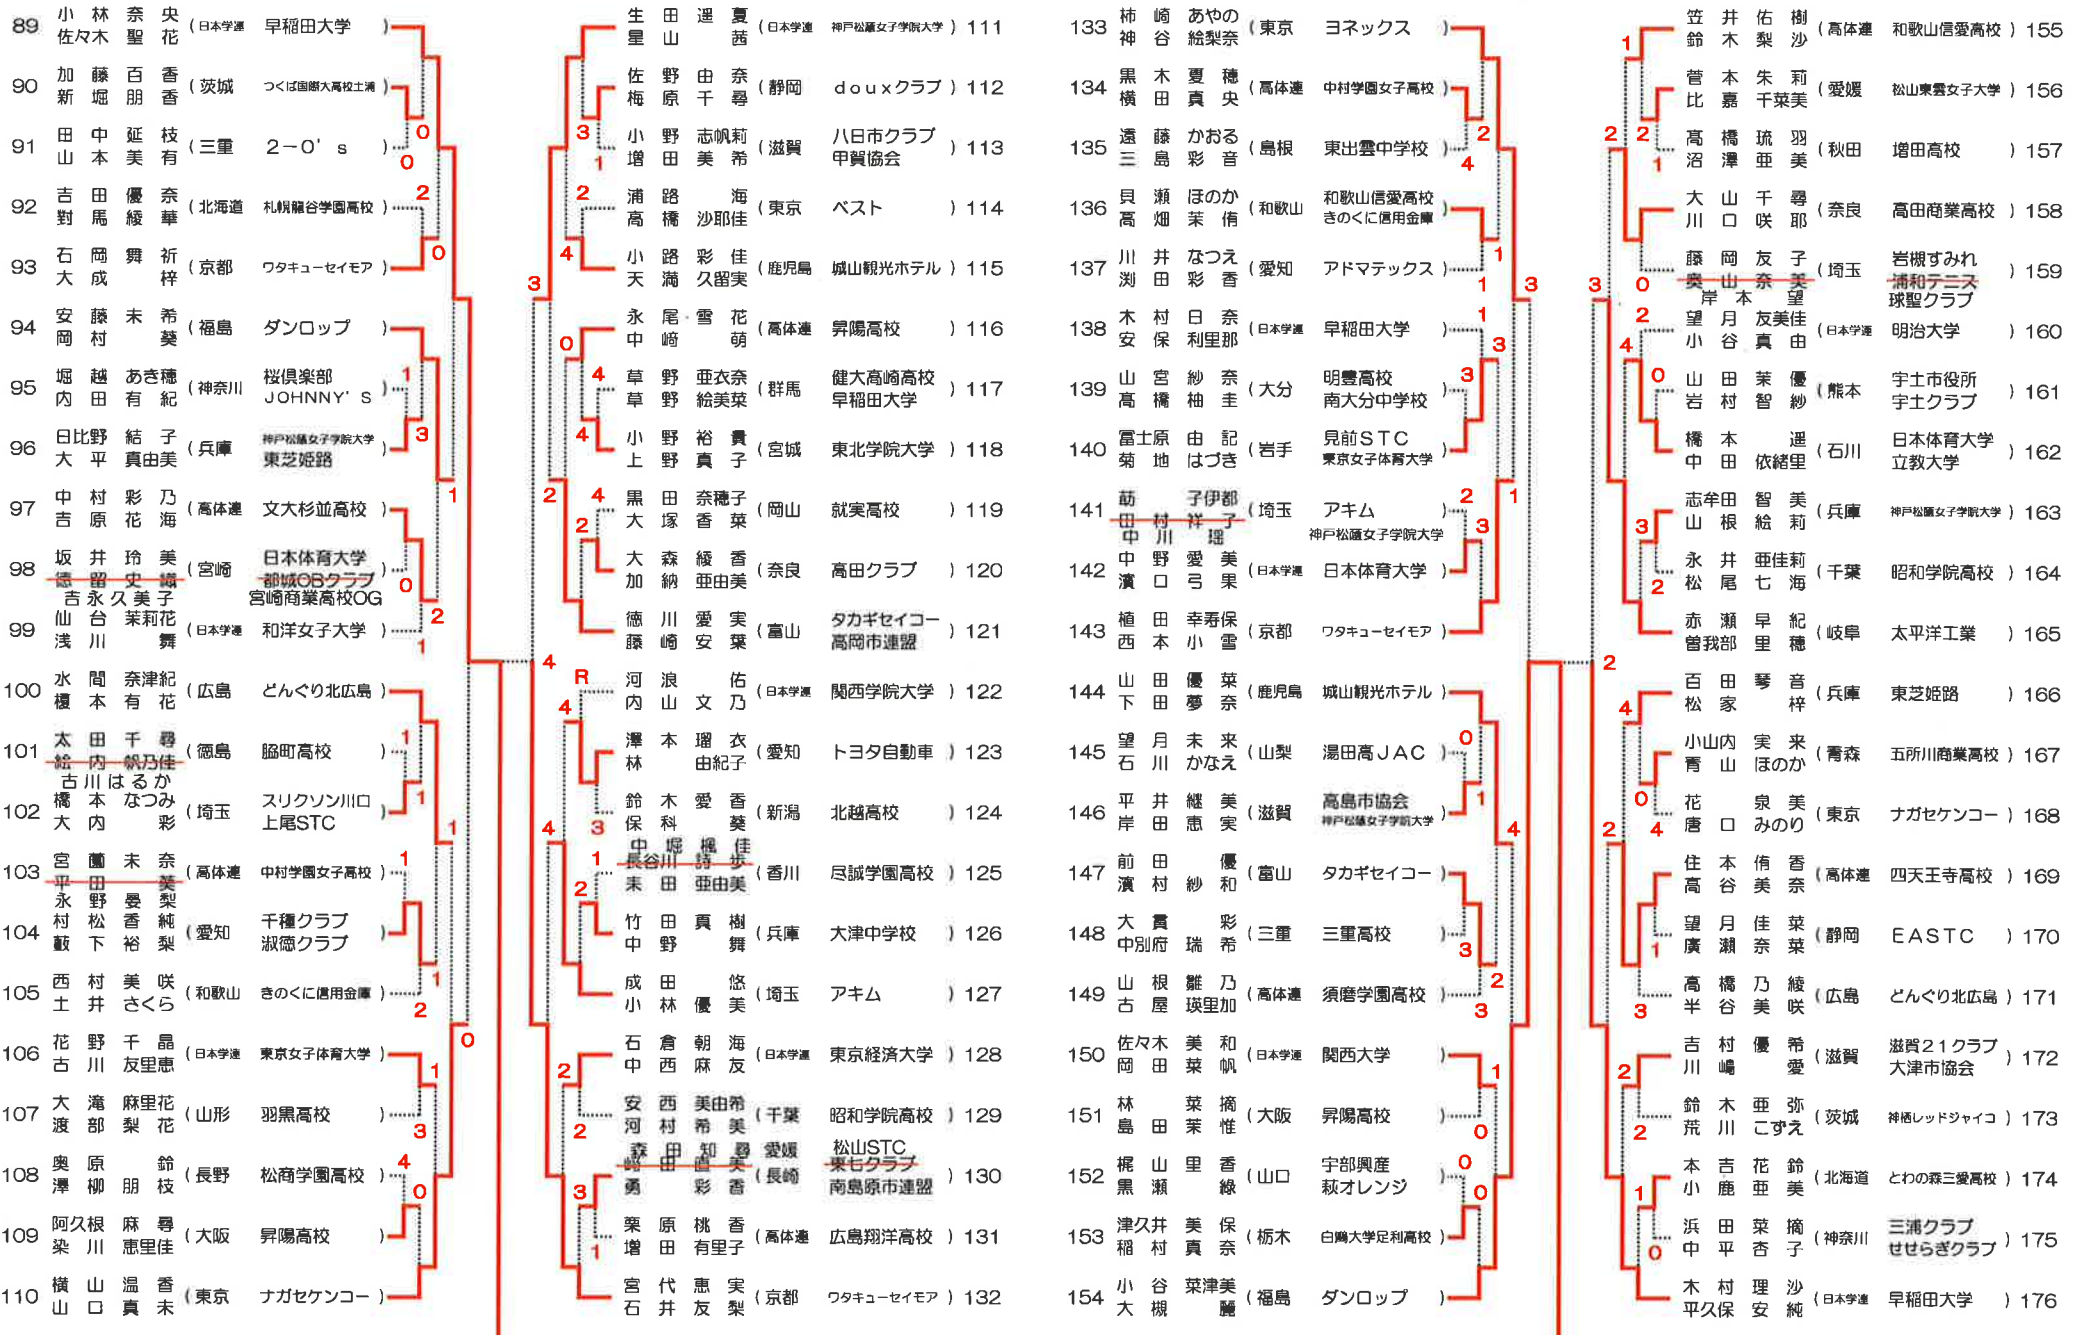 89 小林奈央 (日本学連 早稲田大学)
佐々木聖花
90 加藤百香 (茨城 つくば国際大高校土浦)
新堀朋香
91 田中延枝 (三重 2-0's)
山本美有
92 吉田優奈 (北海道 札幌龍谷学園高校)
對馬綾華
93 石岡舞祈 (京都 ワタキューセイモア)
大成梓
94 安藤未希 (福島 ダンロップ)
岡村葵
95 堀越あき穂 (神奈川 桜倶楽部
内田有紀 JOHNNY'S)
96 日比野結子 (兵庫 神戸松蔭女子学院大学
大平真由美 東芝姫路)
97 中村彩乃 (高体連 文大杉並高校)
吉原花海
98 坂井玲美 (宮崎 日本体育大学
徳留史織 都城OBクラブ)
吉永久美子 宮崎商業高校OG
99 仙台茉莉花 (日本学連 和洋女子大学)
浅川舞
100 水間奈津紀 (広島 どんぐり北広島)
榎本有花
101 太田千尋 (徳島 脇町高校)
絵内帆乃佳
古川はるか
102 橋本なつみ (埼玉 スリクソン川口
大内彩 上尾STC)
103 宮薗未奈 (高体連 中村学園女子高校)
平田葵
永野晏梨
104 村松香純 (愛知 千種クラブ
藪下裕梨 淑徳クラブ)
105 西村美咲 (和歌山 きのくに信用金庫)
土井さくら
106 花野千晶 (日本学連 東京女子体育大学)
古川友里恵
107 大滝麻里花 (山形 羽黒高校)
渡部梨花
108 奥原鈴 (長野 松商学園高校)
澤柳朋枝
109 阿久根麻尋 (大阪 昇陽高校)
染川恵里佳
110 横山温香 (東京 ナガセケンコー)
山口真未
生田遥夏 (日本学連 神戸松蔭女子学院大学) 111
星山茜
佐野由奈 (静岡 douxクラブ) 112
梅原千尋
小野志帆莉 (滋賀 八日市クラブ
増田美希 甲賀協会) 113
浦路海 (東京 ベスト) 114
高橋沙耶佳
小路彩佳 (鹿児島 城山観光ホテル) 115
天満久留実
永尾雪花 (高体連 昇陽高校) 116
中﨑萌
草野亜衣奈 (群馬 健大高崎高校
草野絵美菜 早稲田大学) 117
小野裕貴 (宮城 東北学院大学) 118
上野真子
黒田奈穂子 (岡山 就実高校) 119
大塚香菜
大森綾香 (奈良 高田クラブ) 120
加納亜由美
徳川愛実 (富山 タカギセイコー
藤崎安葉 高岡市連盟) 121
河浪佑 (日本学連 関西学院大学) 122
内山文乃
澤本瑠衣 (愛知 トヨタ自動車) 123
林由紀子
鈴木愛香 (新潟 北越高校) 124
保科葵
中堀楓佳
長谷川詩歩 (香川 尽誠学園高校) 125
末田亜由美
竹田真樹 (兵庫 大津中学校) 126
中野舞
成田悠 (埼玉 アキム) 127
小林優美
石倉朝海 (日本学連 東京経済大学) 128
中西麻友
安西美由希 (千葉 昭和学院高校) 129
河村希美
森田知尋 愛媛 松山STC
田直美 (長崎 東七クラブ
勇彩香 南島原市連盟) 130
栗原桃香 (高体連 広島翔洋高校) 131
増田有里子
宮代恵実 (京都 ワタキューセイモア) 132
石井友梨
133 柿崎あやの (東京 ヨネックス)
神谷絵梨奈
134 黒木夏穂 (高体連 中村学園女子高校)
横田真央
135 遠藤かおる (島根 東出雲中学校)
三島彩音
136 貝瀬ほのか (和歌山 和歌山信愛高校
高畑茉侑 きのくに信用金庫)
137 川井なつえ (愛知 アドマテックス)
渕田彩香
138 木村日奈 (日本学連 早稲田大学)
安保利里那
139 山宮紗奈 (大分 明豊高校
髙橋柚圭 南大分中学校)
140 冨士原由記 (岩手 見前STC
菊地はづき 東京女子体育大学)
141 莇子伊都 (埼玉 アキム)
田村祥子 神戸松蔭女子学院大学
中川瑶
142 中野愛美 (日本学連 日本体育大学)
濱口弓果
143 植田幸寿保 (京都 ワタキューセイモア)
西本小雪
144 山田優菜 (鹿児島 城山観光ホテル)
下田夢奈
145 望月未来 (山梨 湯田高JAC)
石川かなえ
146 平井継美 (滋賀 高島市協会
岸田恵実 神戸松蔭女子学院大学)
147 前田優 (富山 タカギセイコー)
濱村紗和
148 大貫彩 (三重 三重高校)
中別府瑞希
149 山根雛乃 (高体連 須磨学園高校)
古屋瑛里加
150 佐々木美和 (日本学連 関西大学)
岡田菜帆
151 林菜摘 (大阪 昇陽高校)
島田茉惟
152 梶山里香 (山口 宇部興産
黒瀬緑 萩オレンジ)
153 津久井美保 (栃木 白鴎大学足利高校)
稲村真奈
154 小谷菜津美 (福島 ダンロップ)
大槻麗
笠井佑樹 (高体連 和歌山信愛高校) 155
鈴木梨沙
菅本朱莉 (愛媛 松山東雲女子大学) 156
比嘉千菜美
髙橋琉羽 (秋田 増田高校) 157
沼澤亜美
大山千尋 (奈良 高田商業高校) 158
川口咲耶
藤岡友子 (埼玉 岩槻すみれ
奥山奈美 浦和テニス) 159
岸本望 球聖クラブ
望月友美佳 (日本学連 明治大学) 160
小谷真由
山田茉優 (熊本 宇土市役所
岩村智紗 宇土クラブ) 161
橋本遥 (石川 日本体育大学
中田依緒里 立教大学) 162
志牟田智美 (兵庫 神戸松蔭女子学院大学) 163
山根絵莉
永井亜佳莉 (千葉 昭和学院高校) 164
松尾七海
赤瀬早紀 (岐阜 太平洋工業) 165
曽我部里穂
百田琴音 (兵庫 東芝姫路) 166
松家梓
小山内実来 (青森 五所川商業高校) 167
青山ほのか
花泉美 (東京 ナガセケンコー) 168
唐口みのり
住本侑香 (高体連 四天王寺高校) 169
高谷美奈
望月佳菜 (静岡 EASTC) 170
廣瀬奈菜
高橋乃綾 (広島 どんぐり北広島) 171
半谷美咲
吉村優希 (滋賀 滋賀21クラブ
川嶋愛 大津市協会) 172
鈴木亜弥 (茨城 神栖レッドジャイコ) 173
荒川こずえ
本吉花鈴 (北海道 とわの森三愛高校) 174
小鹿亜美
浜田菜摘 (神奈川 三浦クラブ
中平杏子 せせらぎクラブ) 175
木村理沙 (日本学連 早稲田大学) 176
平久保安純